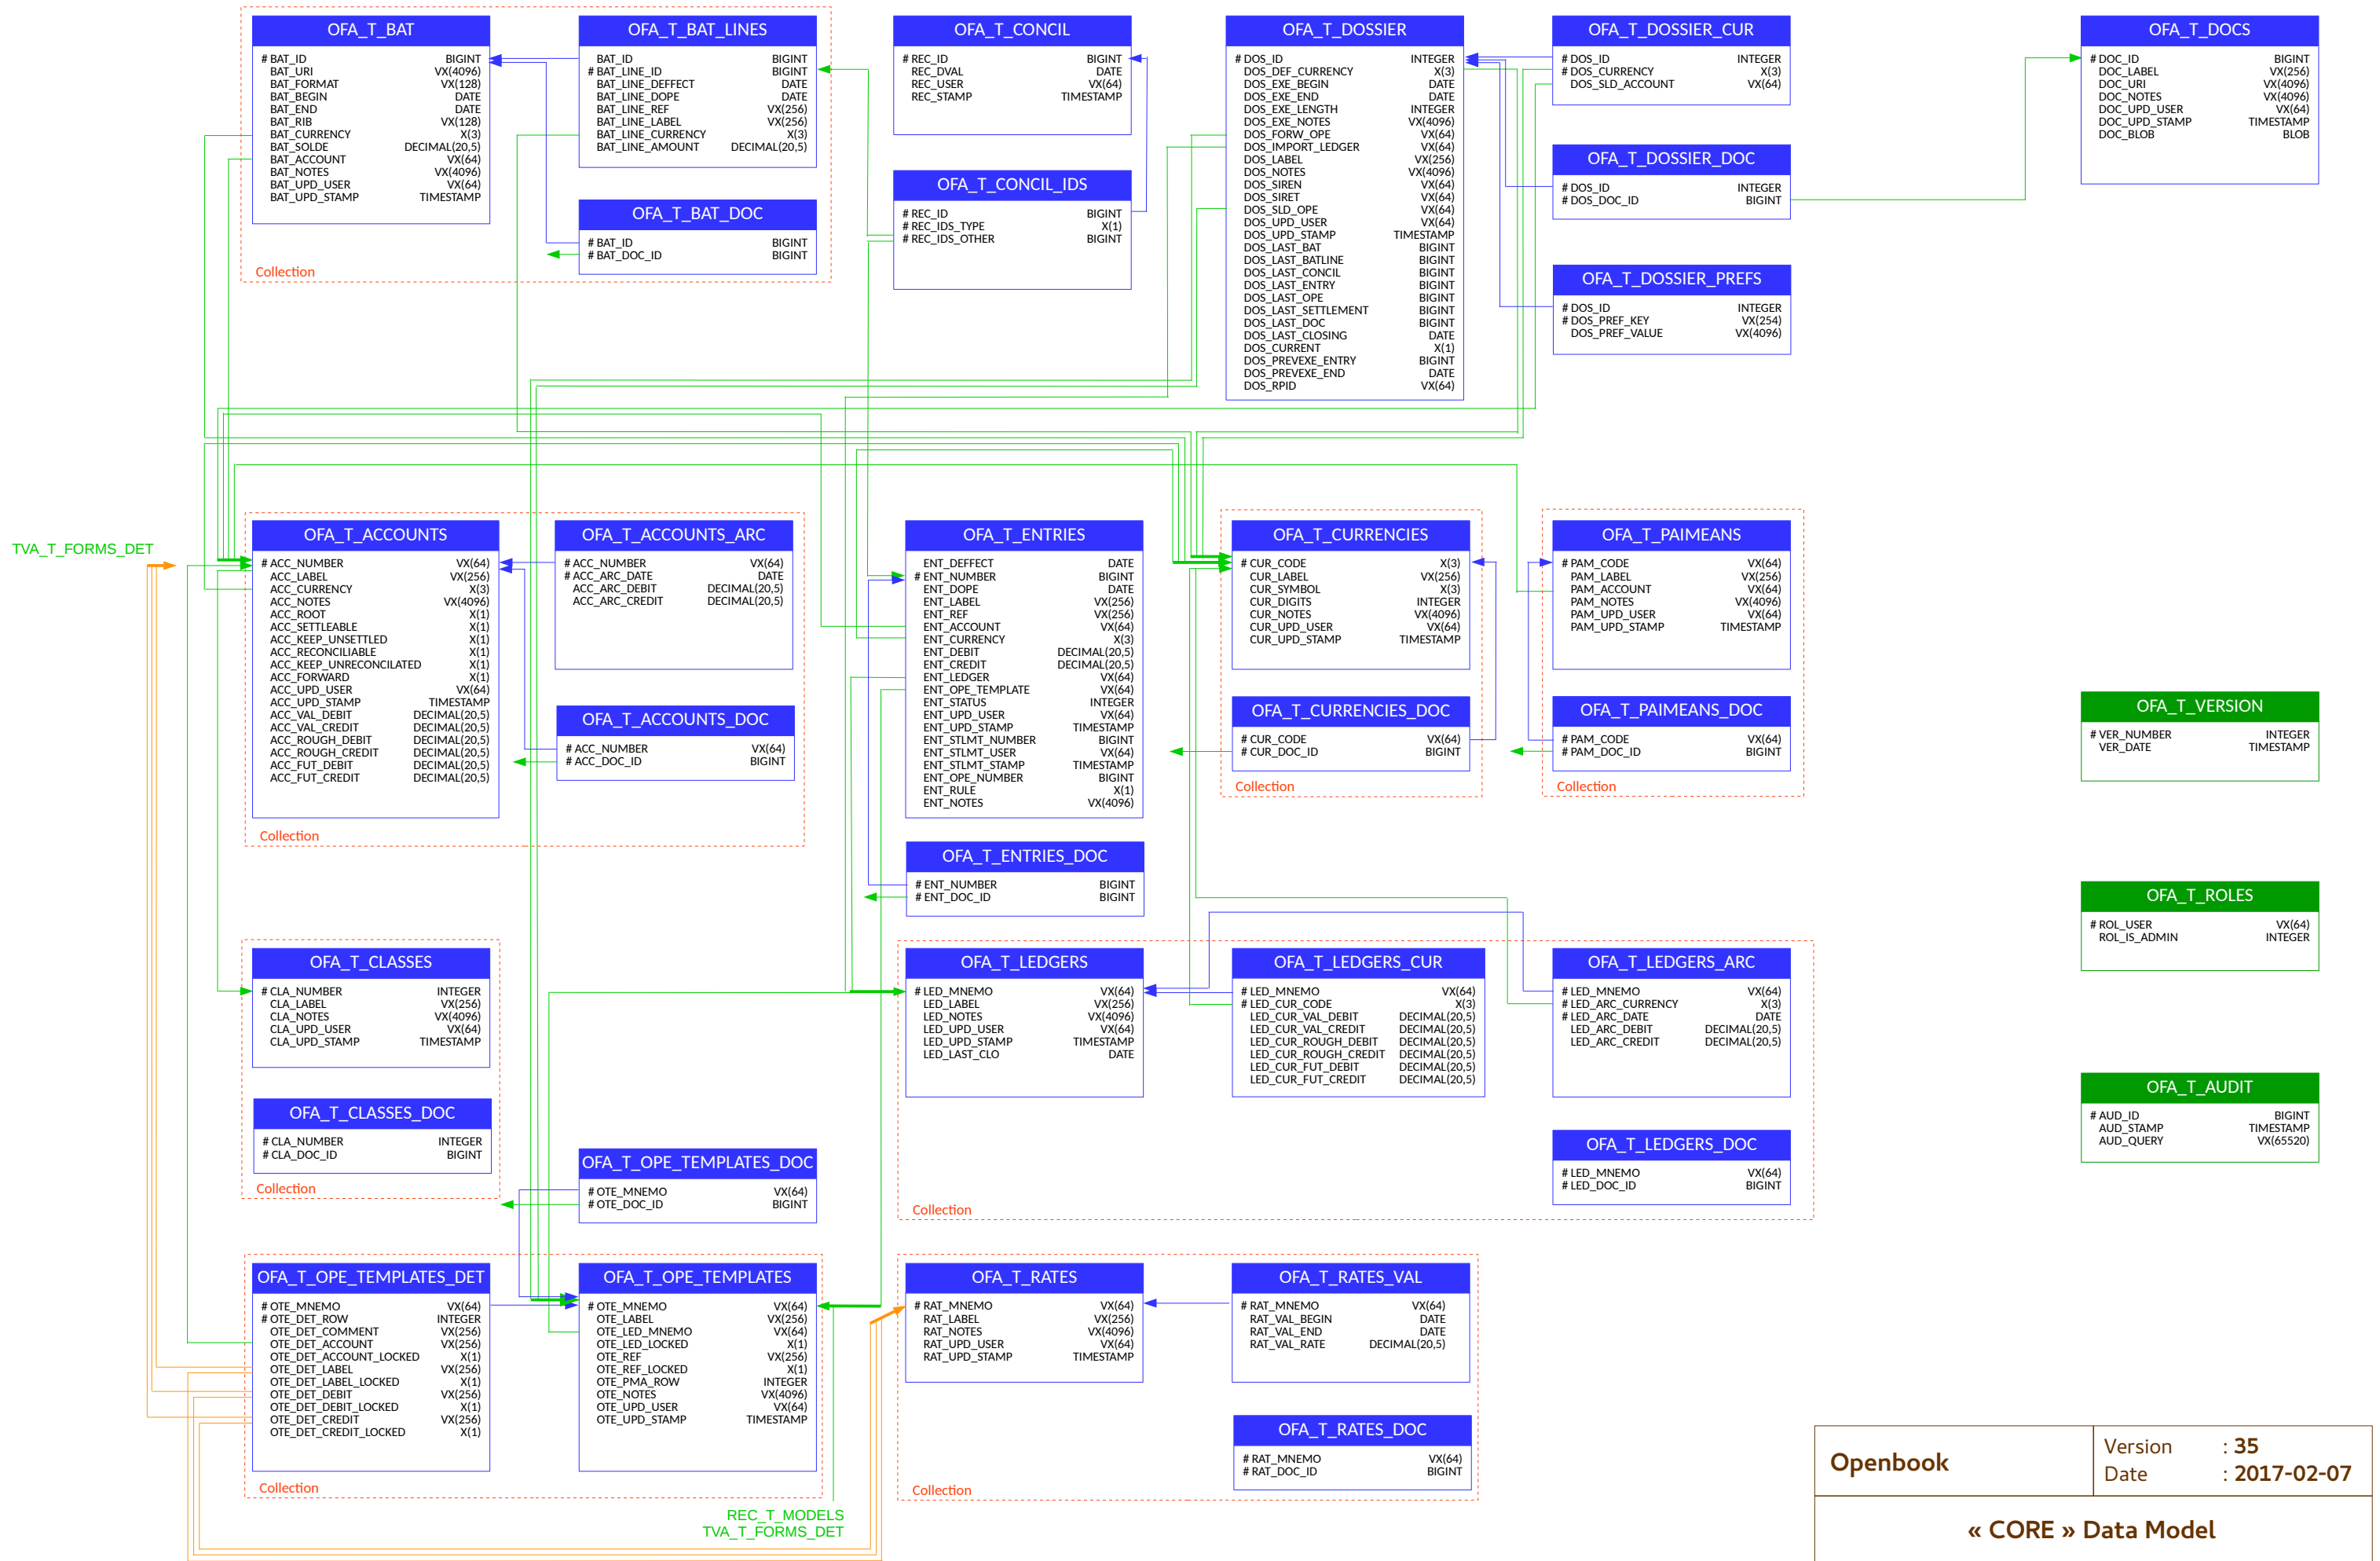 OFA_T_BAT
# BAT_ID BIGINT
BAT_URI VX(4096)
BAT_FORMAT VX(128)
BAT_BEGIN DATE
BAT_END DATE
BAT_RIB VX(128)
BAT_CURRENCY X(3)
BAT_SOLDE DECIMAL(20,5)
BAT_ACCOUNT VX(64)
BAT_NOTES VX(4096)
BAT_UPD_USER VX(64)
BAT_UPD_STAMP TIMESTAMP
OFA_T_BAT_LINES
BAT_ID BIGINT
# BAT_LINE_ID BIGINT
BAT_LINE_DEFFECT DATE
BAT_LINE_DOPE DATE
BAT_LINE_REF VX(256)
BAT_LINE_LABEL VX(256)
BAT_LINE_CURRENCY X(3)
BAT_LINE_AMOUNT DECIMAL(20,5)
OFA_T_BAT_DOC
# BAT_ID BIGINT
# BAT_DOC_ID BIGINT
Collection
OFA_T_CONCIL
# REC_ID BIGINT
REC_DVAL DATE
REC_USER VX(64)
REC_STAMP TIMESTAMP
OFA_T_CONCIL_IDS
# REC_ID BIGINT
# REC_IDS_TYPE X(1)
# REC_IDS_OTHER BIGINT
OFA_T_DOSSIER
# DOS_ID INTEGER
DOS_DEF_CURRENCY X(3)
DOS_EXE_BEGIN DATE
DOS_EXE_END DATE
DOS_EXE_LENGTH INTEGER
DOS_EXE_NOTES VX(4096)
DOS_FORW_OPE VX(64)
DOS_IMPORT_LEDGER VX(64)
DOS_LABEL VX(256)
DOS_NOTES VX(4096)
DOS_SIREN VX(64)
DOS_SIRET VX(64)
DOS_SLD_OPE VX(64)
DOS_UPD_USER VX(64)
DOS_UPD_STAMP TIMESTAMP
DOS_LAST_BAT BIGINT
DOS_LAST_BATLINE BIGINT
DOS_LAST_CONCIL BIGINT
DOS_LAST_ENTRY BIGINT
DOS_LAST_OPE BIGINT
DOS_LAST_SETTLEMENT BIGINT
DOS_LAST_DOC BIGINT
DOS_LAST_CLOSING DATE
DOS_CURRENT X(1)
DOS_PREVEXE_ENTRY BIGINT
DOS_PREVEXE_END DATE
DOS_RPID VX(64)
OFA_T_DOSSIER_CUR
# DOS_ID INTEGER
# DOS_CURRENCY X(3)
DOS_SLD_ACCOUNT VX(64)
OFA_T_DOSSIER_DOC
# DOS_ID INTEGER
# DOS_DOC_ID BIGINT
OFA_T_DOSSIER_PREFS
# DOS_ID INTEGER
# DOS_PREF_KEY VX(254)
DOS_PREF_VALUE VX(4096)
OFA_T_DOCS
# DOC_ID BIGINT
DOC_LABEL VX(256)
DOC_URI VX(4096)
DOC_NOTES VX(4096)
DOC_UPD_USER VX(64)
DOC_UPD_STAMP TIMESTAMP
DOC_BLOB BLOB
TVA_T_FORMS_DET
OFA_T_ACCOUNTS
# ACC_NUMBER VX(64)
ACC_LABEL VX(256)
ACC_CURRENCY X(3)
ACC_NOTES VX(4096)
ACC_ROOT X(1)
ACC_SETTLEABLE X(1)
ACC_KEEP_UNSETTLED X(1)
ACC_RECONCILIABLE X(1)
ACC_KEEP_UNRECONCILATED X(1)
ACC_FORWARD X(1)
ACC_UPD_USER VX(64)
ACC_UPD_STAMP TIMESTAMP
ACC_VAL_DEBIT DECIMAL(20,5)
ACC_VAL_CREDIT DECIMAL(20,5)
ACC_ROUGH_DEBIT DECIMAL(20,5)
ACC_ROUGH_CREDIT DECIMAL(20,5)
ACC_FUT_DEBIT DECIMAL(20,5)
ACC_FUT_CREDIT DECIMAL(20,5)
OFA_T_ACCOUNTS_ARC
# ACC_NUMBER VX(64)
# ACC_ARC_DATE DATE
ACC_ARC_DEBIT DECIMAL(20,5)
ACC_ARC_CREDIT DECIMAL(20,5)
OFA_T_ACCOUNTS_DOC
# ACC_NUMBER VX(64)
# ACC_DOC_ID BIGINT
Collection
OFA_T_ENTRIES
ENT_DEFFECT DATE
# ENT_NUMBER BIGINT
ENT_DOPE DATE
ENT_LABEL VX(256)
ENT_REF VX(256)
ENT_ACCOUNT VX(64)
ENT_CURRENCY X(3)
ENT_DEBIT DECIMAL(20,5)
ENT_CREDIT DECIMAL(20,5)
ENT_LEDGER VX(64)
ENT_OPE_TEMPLATE VX(64)
ENT_STATUS INTEGER
ENT_UPD_USER VX(64)
ENT_UPD_STAMP TIMESTAMP
ENT_STLMT_NUMBER BIGINT
ENT_STLMT_USER VX(64)
ENT_STLMT_STAMP TIMESTAMP
ENT_OPE_NUMBER BIGINT
ENT_RULE X(1)
ENT_NOTES VX(4096)
OFA_T_ENTRIES_DOC
# ENT_NUMBER BIGINT
# ENT_DOC_ID BIGINT
OFA_T_CURRENCIES
# CUR_CODE X(3)
CUR_LABEL VX(256)
CUR_SYMBOL X(3)
CUR_DIGITS INTEGER
CUR_NOTES VX(4096)
CUR_UPD_USER VX(64)
CUR_UPD_STAMP TIMESTAMP
OFA_T_CURRENCIES_DOC
# CUR_CODE VX(64)
# CUR_DOC_ID BIGINT
Collection
OFA_T_PAIMEANS
# PAM_CODE VX(64)
PAM_LABEL VX(256)
PAM_ACCOUNT VX(64)
PAM_NOTES VX(4096)
PAM_UPD_USER VX(64)
PAM_UPD_STAMP TIMESTAMP
OFA_T_PAIMEANS_DOC
# PAM_CODE VX(64)
# PAM_DOC_ID BIGINT
Collection
OFA_T_VERSION
# VER_NUMBER INTEGER
VER_DATE TIMESTAMP
OFA_T_ROLES
# ROL_USER VX(64)
ROL_IS_ADMIN INTEGER
OFA_T_AUDIT
# AUD_ID BIGINT
AUD_STAMP TIMESTAMP
AUD_QUERY VX(65520)
OFA_T_CLASSES
# CLA_NUMBER INTEGER
CLA_LABEL VX(256)
CLA_NOTES VX(4096)
CLA_UPD_USER VX(64)
CLA_UPD_STAMP TIMESTAMP
OFA_T_CLASSES_DOC
# CLA_NUMBER INTEGER
# CLA_DOC_ID BIGINT
Collection
OFA_T_LEDGERS
# LED_MNEMO VX(64)
LED_LABEL VX(256)
LED_NOTES VX(4096)
LED_UPD_USER VX(64)
LED_UPD_STAMP TIMESTAMP
LED_LAST_CLO DATE
OFA_T_LEDGERS_CUR
# LED_MNEMO VX(64)
# LED_CUR_CODE X(3)
LED_CUR_VAL_DEBIT DECIMAL(20,5)
LED_CUR_VAL_CREDIT DECIMAL(20,5)
LED_CUR_ROUGH_DEBIT DECIMAL(20,5)
LED_CUR_ROUGH_CREDIT DECIMAL(20,5)
LED_CUR_FUT_DEBIT DECIMAL(20,5)
LED_CUR_FUT_CREDIT DECIMAL(20,5)
OFA_T_LEDGERS_ARC
# LED_MNEMO VX(64)
# LED_ARC_CURRENCY X(3)
# LED_ARC_DATE DATE
LED_ARC_DEBIT DECIMAL(20,5)
LED_ARC_CREDIT DECIMAL(20,5)
OFA_T_LEDGERS_DOC
# LED_MNEMO VX(64)
# LED_DOC_ID BIGINT
Collection
OFA_T_OPE_TEMPLATES_DOC
# OTE_MNEMO VX(64)
# OTE_DOC_ID BIGINT
OFA_T_OPE_TEMPLATES_DET
# OTE_MNEMO VX(64)
# OTE_DET_ROW INTEGER
OTE_DET_COMMENT VX(256)
OTE_DET_ACCOUNT VX(256)
OTE_DET_ACCOUNT_LOCKED X(1)
OTE_DET_LABEL VX(256)
OTE_DET_LABEL_LOCKED X(1)
OTE_DET_DEBIT VX(256)
OTE_DET_DEBIT_LOCKED X(1)
OTE_DET_CREDIT VX(256)
OTE_DET_CREDIT_LOCKED X(1)
OFA_T_OPE_TEMPLATES
# OTE_MNEMO VX(64)
OTE_LABEL VX(256)
OTE_LED_MNEMO VX(64)
OTE_LED_LOCKED X(1)
OTE_REF VX(256)
OTE_REF_LOCKED X(1)
OTE_PMA_ROW INTEGER
OTE_NOTES VX(4096)
OTE_UPD_USER VX(64)
OTE_UPD_STAMP TIMESTAMP
Collection
REC_T_MODELS
TVA_T_FORMS_DET
OFA_T_RATES
# RAT_MNEMO VX(64)
RAT_LABEL VX(256)
RAT_NOTES VX(4096)
RAT_UPD_USER VX(64)
RAT_UPD_STAMP TIMESTAMP
OFA_T_RATES_VAL
# RAT_MNEMO VX(64)
RAT_VAL_BEGIN DATE
RAT_VAL_END DATE
RAT_VAL_RATE DECIMAL(20,5)
OFA_T_RATES_DOC
# RAT_MNEMO VX(64)
# RAT_DOC_ID BIGINT
Collection
Openbook
Version : 35
Date : 2017-02-07
« CORE » Data Model